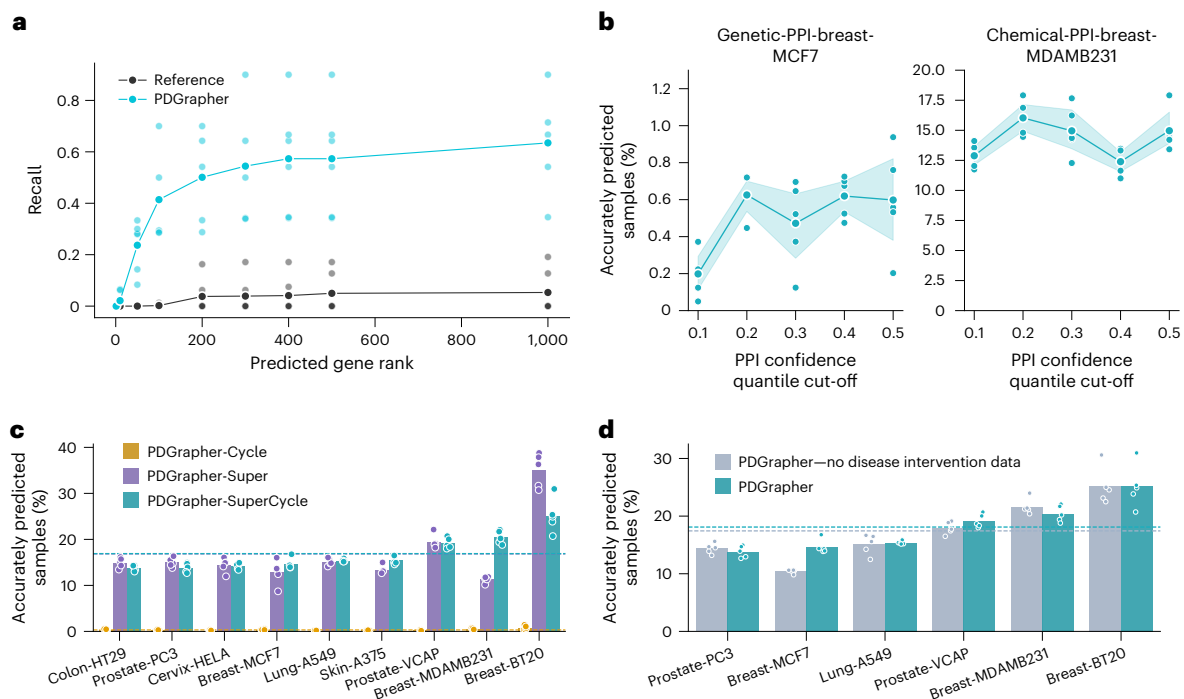 a
Reference
PDGrapher
0.8
0.6
0.4
0.2
0
Recall
0
200
400
600
800
1,000
Predicted gene rank
b
Genetic-PPI-breast-
MCF7
1.2
1.0
0.8
0.6
0.4
0.2
0
Accurately predicted
samples (%)
0.1
0.2
0.3
0.4
0.5
PPI confidence
quantile cut-off
Chemical-PPI-breast-
MDAMB231
20.0
17.5
15.0
12.5
10.0
7.5
5.0
2.5
0
0.1
0.2
0.3
0.4
0.5
PPI confidence
quantile cut-off
c
PDGrapher-Cycle
PDGrapher-Super
PDGrapher-SuperCycle
40
30
20
10
0
Accurately predicted
samples (%)
Colon-HT29
Prostate-PC3
Cervix-HELA
Breast-MCF7
Lung-A549
Skin-A375
Prostate-VCAP
Breast-MDAMB231
Breast-BT20
d
PDGrapher—no disease intervention data
PDGrapher
30
20
10
0
Accurately predicted
samples (%)
Prostate-PC3
Breast-MCF7
Lung-A549
Prostate-VCAP
Breast-MDAMB231
Breast-BT20